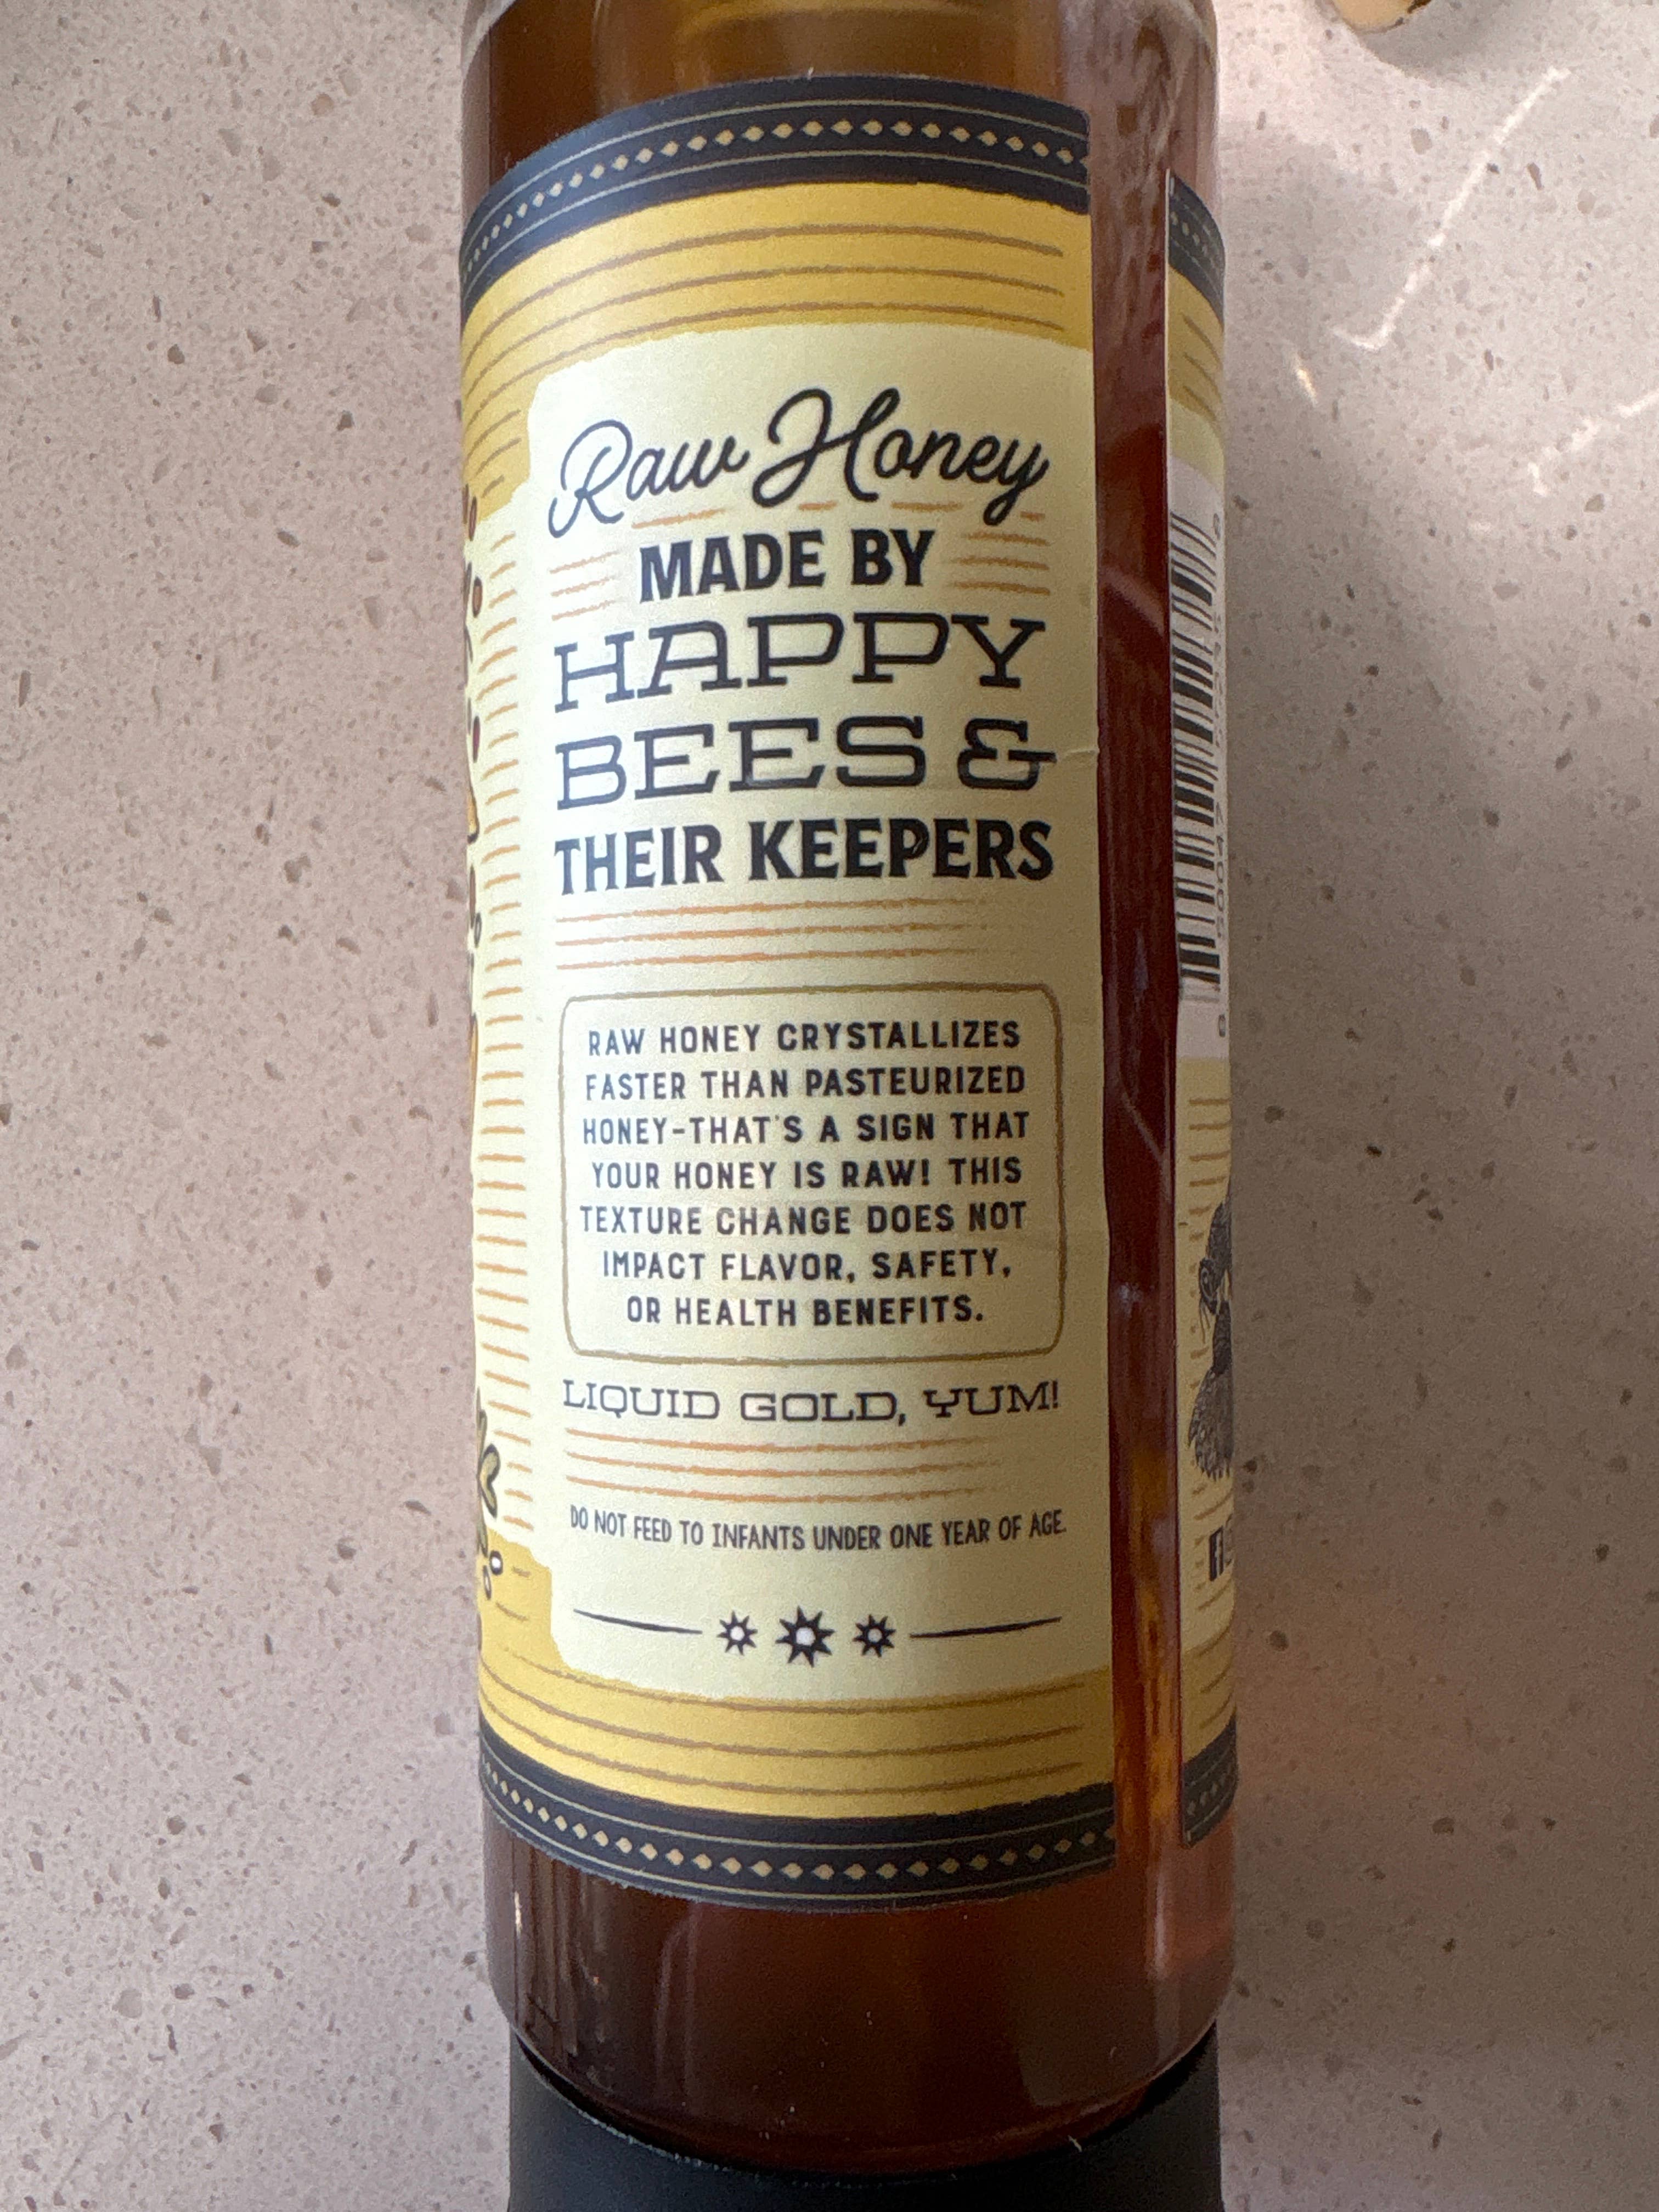 Raw Honey
MADE BY
HAPPY
BEES &
THEIR KEEPERS
RAW HONEY CRYSTALLIZES
FASTER THAN PASTEURIZED
HONEY-THAT'S A SIGN THAT
YOUR HONEY IS RAW! THIS
TEXTURE CHANGE DOES NOT
IMPACT FLAVOR, SAFETY,
OR HEALTH BENEFITS.
LIQUID GOLD, YUM!
DO NOT FEED TO INFANTS UNDER ONE YEAR OF AGE.